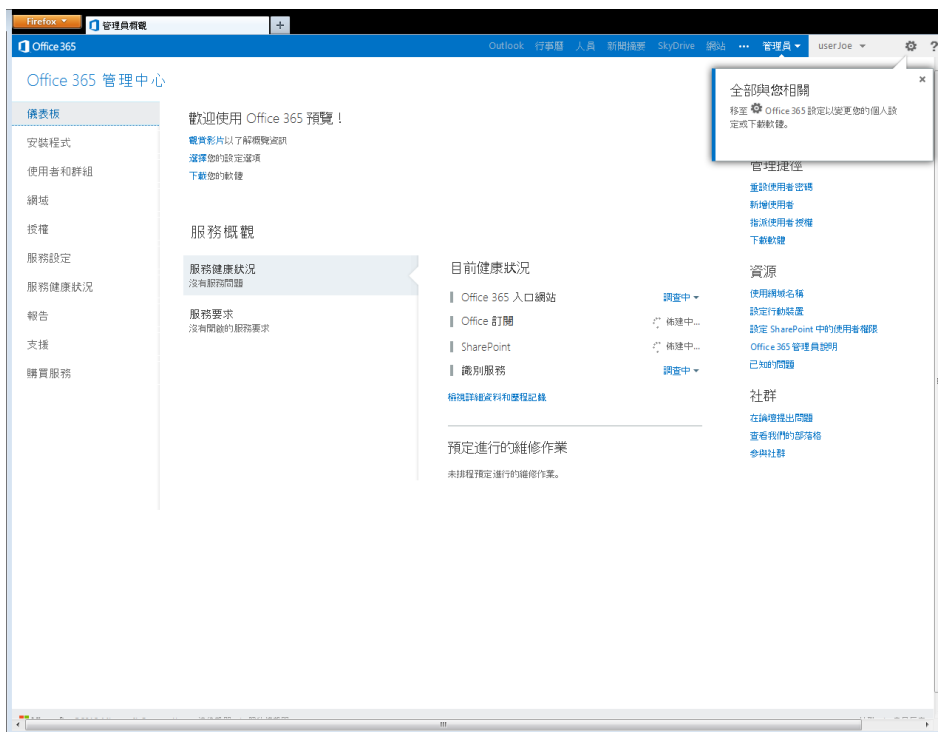 Firefox
管理員概觀
Office 365
Outlook 行事曆 人員 新聞摘要 SkyDrive 網站 ••• 管理員 userJoe ?
Office 365 管理中心
全部與您相關
移至 Office 365 設定以變更您的個人設
定或下載軟體。
儀表板
安裝程式
使用者和群組
網域
授權
服務設定
服務健康狀況
報告
支援
購買服務
歡迎使用 Office 365 預覽！
觀賞影片以了解概覽資訊
選擇您的設定選項
下載您的軟體
服務概觀
服務健康狀況
沒有服務問題
服務要求
沒有開啟的服務要求
目前健康狀況
Office 365 入口網站 調查中
Office 訂閱 佈建中...
SharePoint 佈建中...
識別服務 調查中
檢視詳細資料和歷程記錄
預定進行的維修作業
未排程預定進行的維修作業。
管理捷徑
重設使用者密碼
新增使用者
指派使用者授權
下載軟體
資源
使用網域名稱
設定行動裝置
設定 SharePoint 中的使用者權限
Office 365 管理員說明
已知的問題
社群
在論壇提出問題
查看我們的部落格
參與社群